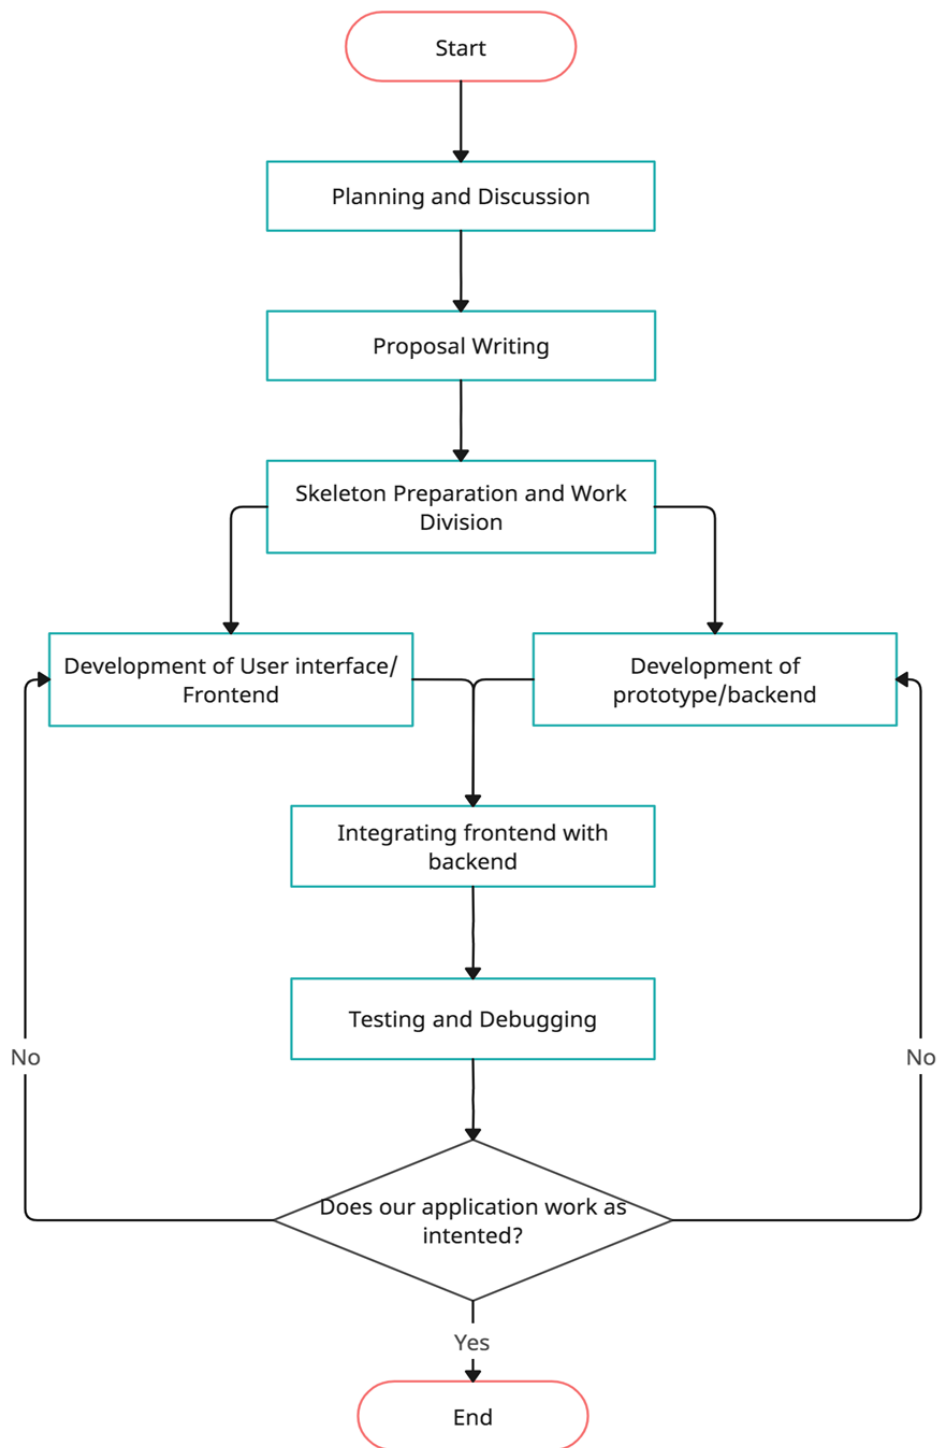 Start
Planning and Discussion
Proposal Writing
Skeleton Preparation and Work
Division
Development of User interface/
Frontend
Development of
prototype/backend
Integrating frontend with
backend
Testing and Debugging
No
No
Does our application work as
intented?
Yes
End